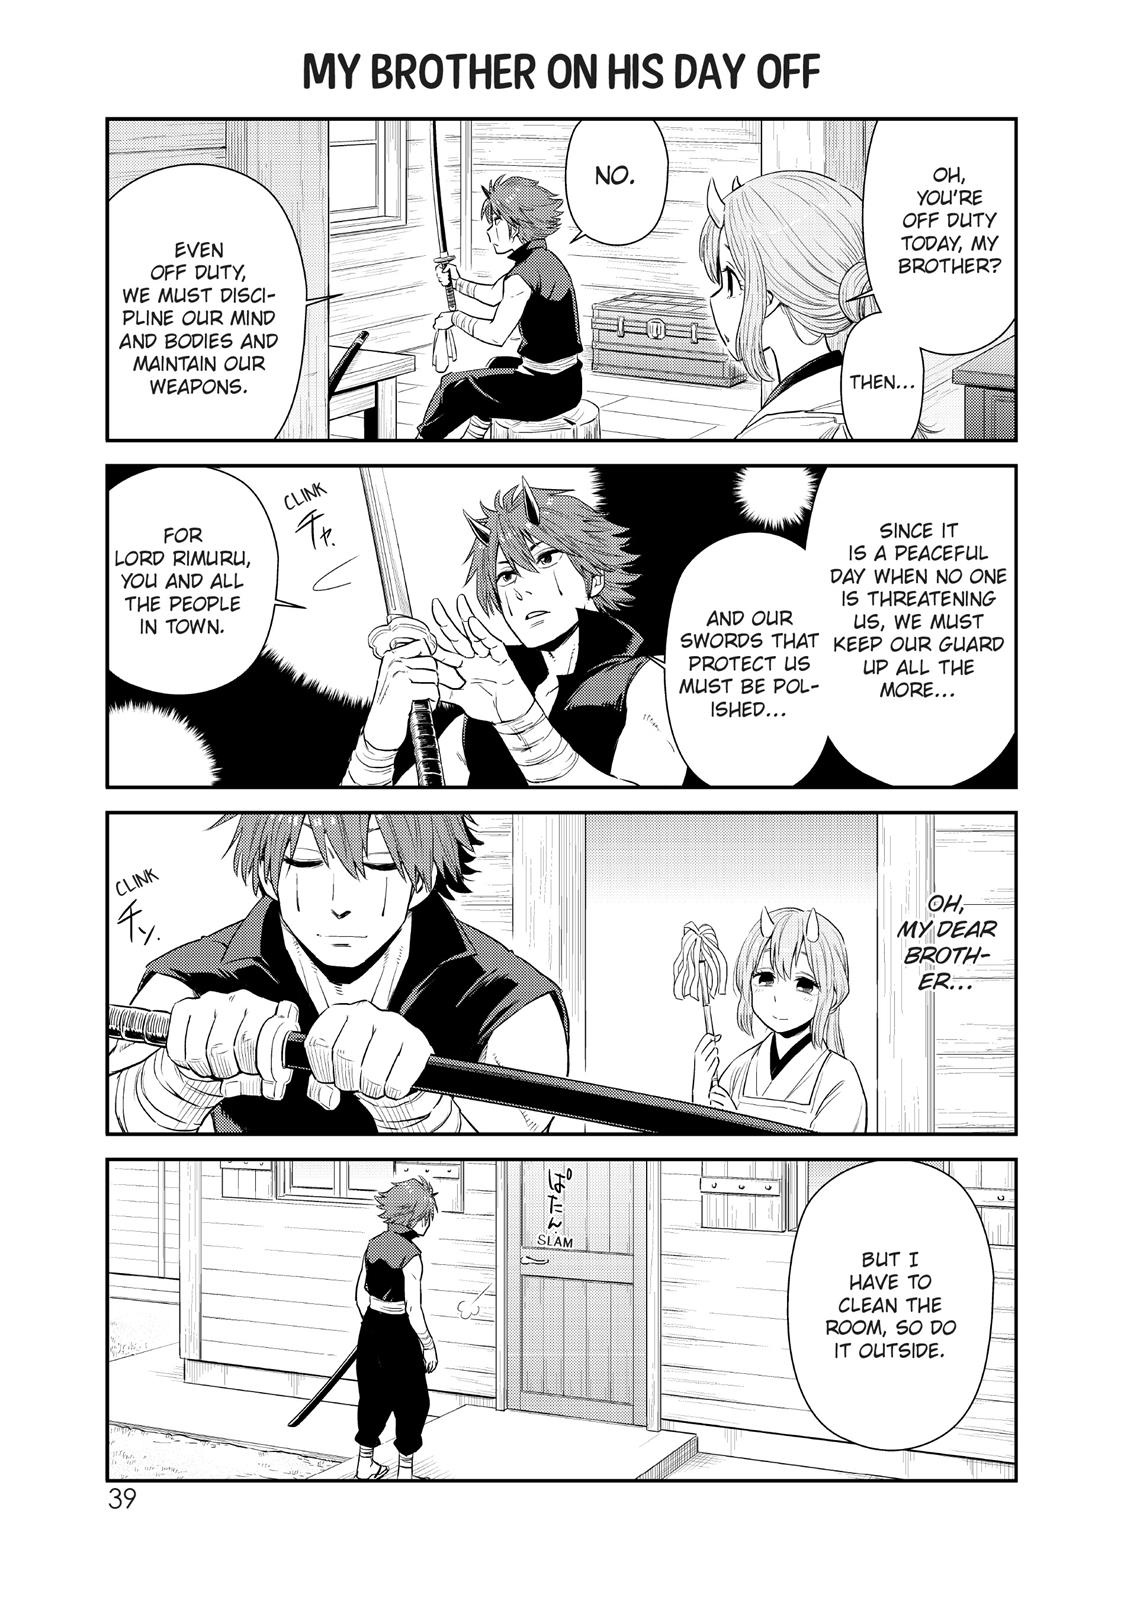 MY BROTHER ON HIS DAY OFF
OH,
YOU'RE
OFF DUTY
TODAY, MY
BROTHER?
THEN...
NO.
EVEN
OFF DUTY,
WE MUST DISCI-
PLINE OUR MIND
AND BODIES AND
MAINTAIN OUR
WEAPONS.
SINCE IT
IS A PEACEFUL
DAY WHEN NO ONE
IS THREATENING
US, WE MUST
KEEP OUR GUARD
UP ALL THE
MORE...
AND OUR
SWORDS THAT
PROTECT US
MUST BE POL-
ISHED...
CLINK
チャ
FOR
LORD RIMURU,
YOU AND ALL
THE PEOPLE
IN TOWN.
OH,
MY DEAR
BROTH-
ER...
CLINK
チン
ぱたん
SLAM
BUT I
HAVE TO
CLEAN THE
ROOM, SO DO
IT OUTSIDE.
39